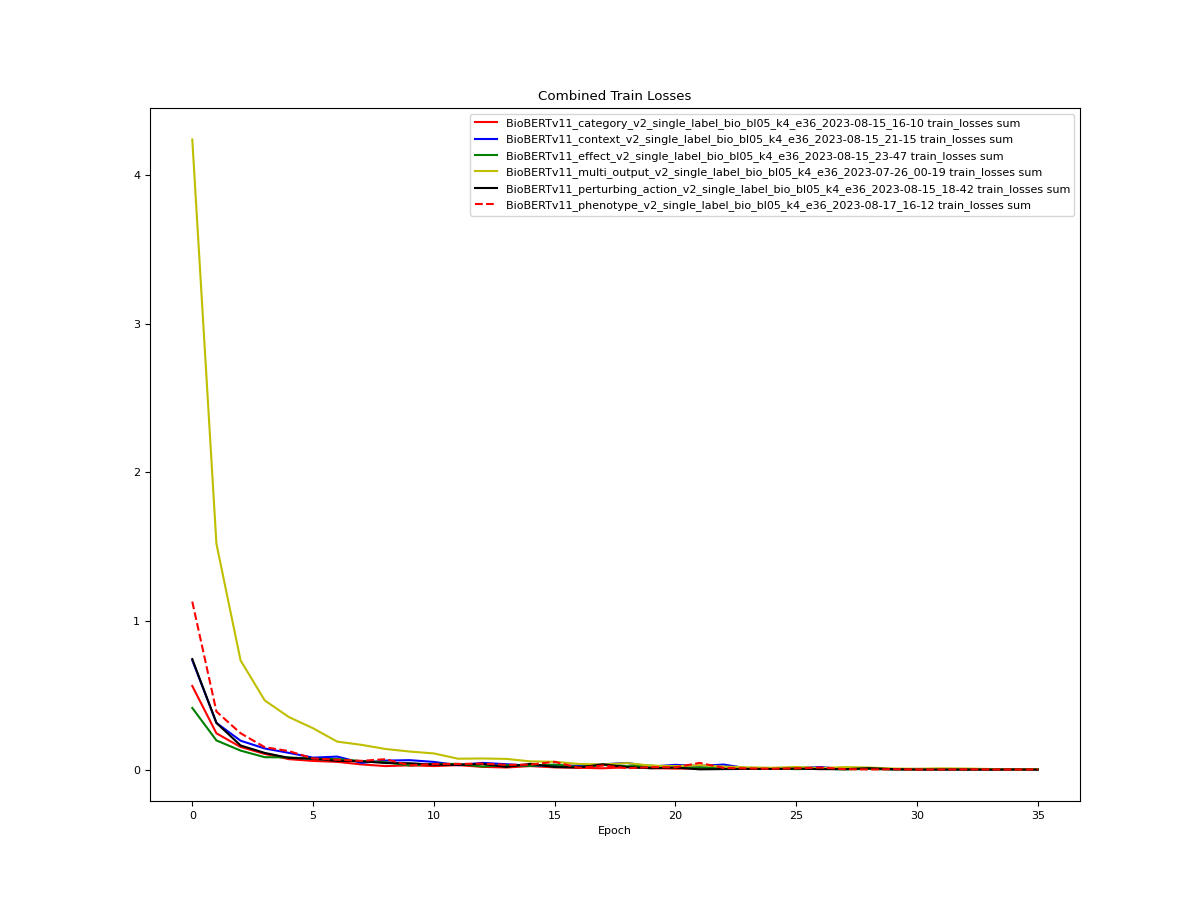 Combined Train Losses
BioBERTv11_category_v2_single_label_bio_bl05_k4_e36_2023-08-15_16-10 train_losses sum
BioBERTv11_context_v2_single_label_bio_bl05_k4_e36_2023-08-15_21-15 train_losses sum
BioBERTv11_effect_v2_single_label_bio_bl05_k4_e36_2023-08-15_23-47 train_losses sum
BioBERTv11_multi_output_v2_single_label_bio_bl05_k4_e36_2023-07-26_00-19 train_losses sum
BioBERTv11_perturbing_action_v2_single_label_bio_bl05_k4_e36_2023-08-15_18-42 train_losses sum
BioBERTv11_phenotype_v2_single_label_bio_bl05_k4_e36_2023-08-17_16-12 train_losses sum
4
3
2
1
0
0 5 10 15 20 25 30 35
Epoch